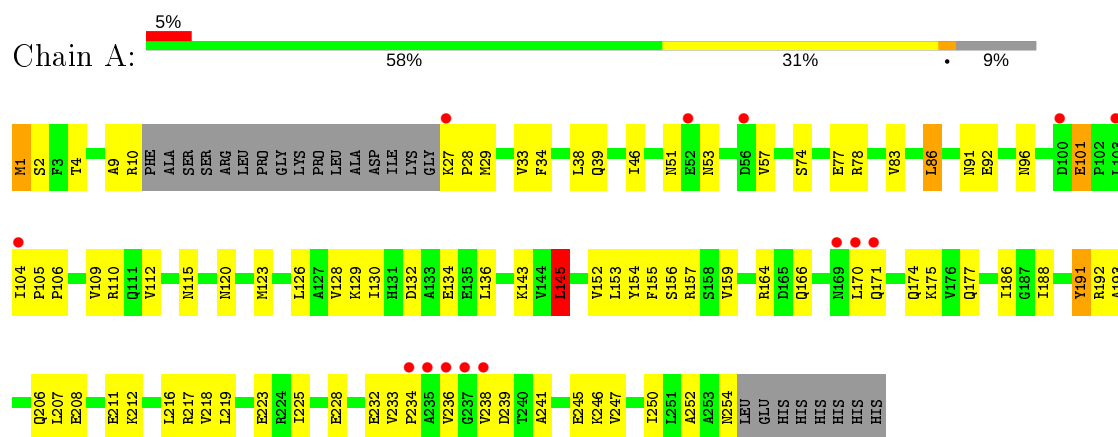 5%
Chain A:
58% 31% • 9%
M1 S2 F3 T4 A9 R10 PHE ALA SER SER ARG LEU PRO GLY LYS PRO LEU ALA ASP ILE LYS GLY K27 P28 M29 V33 F34 L38 Q39 I46 N51 E52 N53 D56 V57 S74 E77 R78 V83 L86 N91 E92 N96 D100 E101 P102 L103
I104 P105 P106 V109 R110 Q111 V112 N115 N120 M123 L126 A127 V128 K129 I130 H131 D132 A133 E134 E135 L136 K143 V144 L145 V152 L153 Y154 F155 S156 R157 S158 V159 R164 D165 Q166 N169 L170 Q171 Q174 K175 V176 Q177 I186 G187 I188 Y191 R192 A193
Q206 L207 E208 E211 K212 L216 R217 V218 L219 E223 R224 I225 E228 E232 V233 P234 A235 V236 G237 V238 D239 T240 A241 E245 K246 V247 I250 L251 A252 A253 N254 LEU GLU HIS HIS HIS HIS HIS HIS